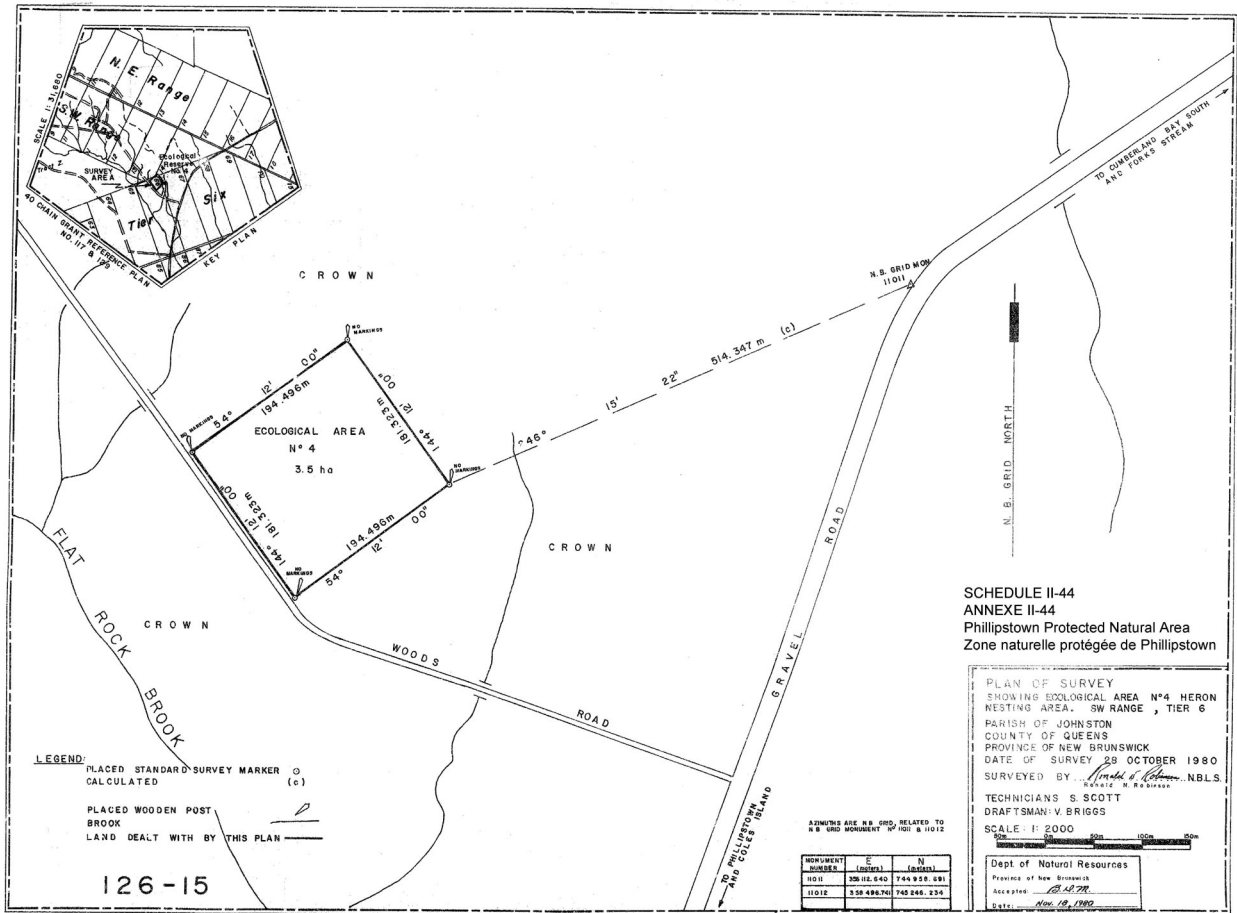 SCALE 1: 31,680
N. E. Range
S. W. Range
Ecological
Reserve
No. 4
SURVEY
AREA
Tract 2
Tier Six
40 CHAIN GRANT REFERENCE PLAN
NO. 117 & 129
KEY PLAN
CROWN
TO CUMBERLAND BAY SOUTH
AND FORKS STREAM
N.B. GRID MON
11011
514.347 m (c)
246° 15' 22"
N. B. GRID NORTH
NO
MARKINGS
54° 12' 00"
194.496m
NO MARKINGS
ECOLOGICAL AREA
N° 4
3.5 ha
144° 12' 00"
181.323m
NO
MARKINGS
144° 12' 00"
181.323m
194.496m
54° 12' 00"
NO
MARKINGS
CROWN
FLAT ROCK BROOK
CROWN
WOODS ROAD
GRAVEL ROAD
TO PHILLIPSTOWN
AND COLES ISLAND
SCHEDULE II-44
ANNEXE II-44
Phillipstown Protected Natural Area
Zone naturelle protégée de Phillipstown
LEGEND:
PLACED STANDARD SURVEY MARKER
CALCULATED (c)
PLACED WOODEN POST
BROOK
LAND DEALT WITH BY THIS PLAN
126-15
AZIMUTHS ARE N B GRID, RELATED TO
N B GRID MONUMENT N° 11011 & 11012
MONUMENT NUMBER E (meters) N (meters)
11011 358 112.640 744 958.691
11012 358 496.741 745 246.234
PLAN OF SURVEY
SHOWING ECOLOGICAL AREA N°4 HERON
NESTING AREA. SW RANGE , TIER 6
PARISH OF JOHNSTON
COUNTY OF QUEENS
PROVINCE OF NEW BRUNSWICK
DATE OF SURVEY 28 OCTOBER 1980
SURVEYED BY ... Ronald N. Robinson ... N.B.L.S.
Ronald N. Robinson
TECHNICIANS S. SCOTT
DRAFTSMAN: V. BRIGGS
SCALE : 1: 2000
50m 0m 50m 100m 150m
Dept. of Natural Resources
Province of New Brunswick
Accepted: B.D.M.
Date: Nov. 18, 1980